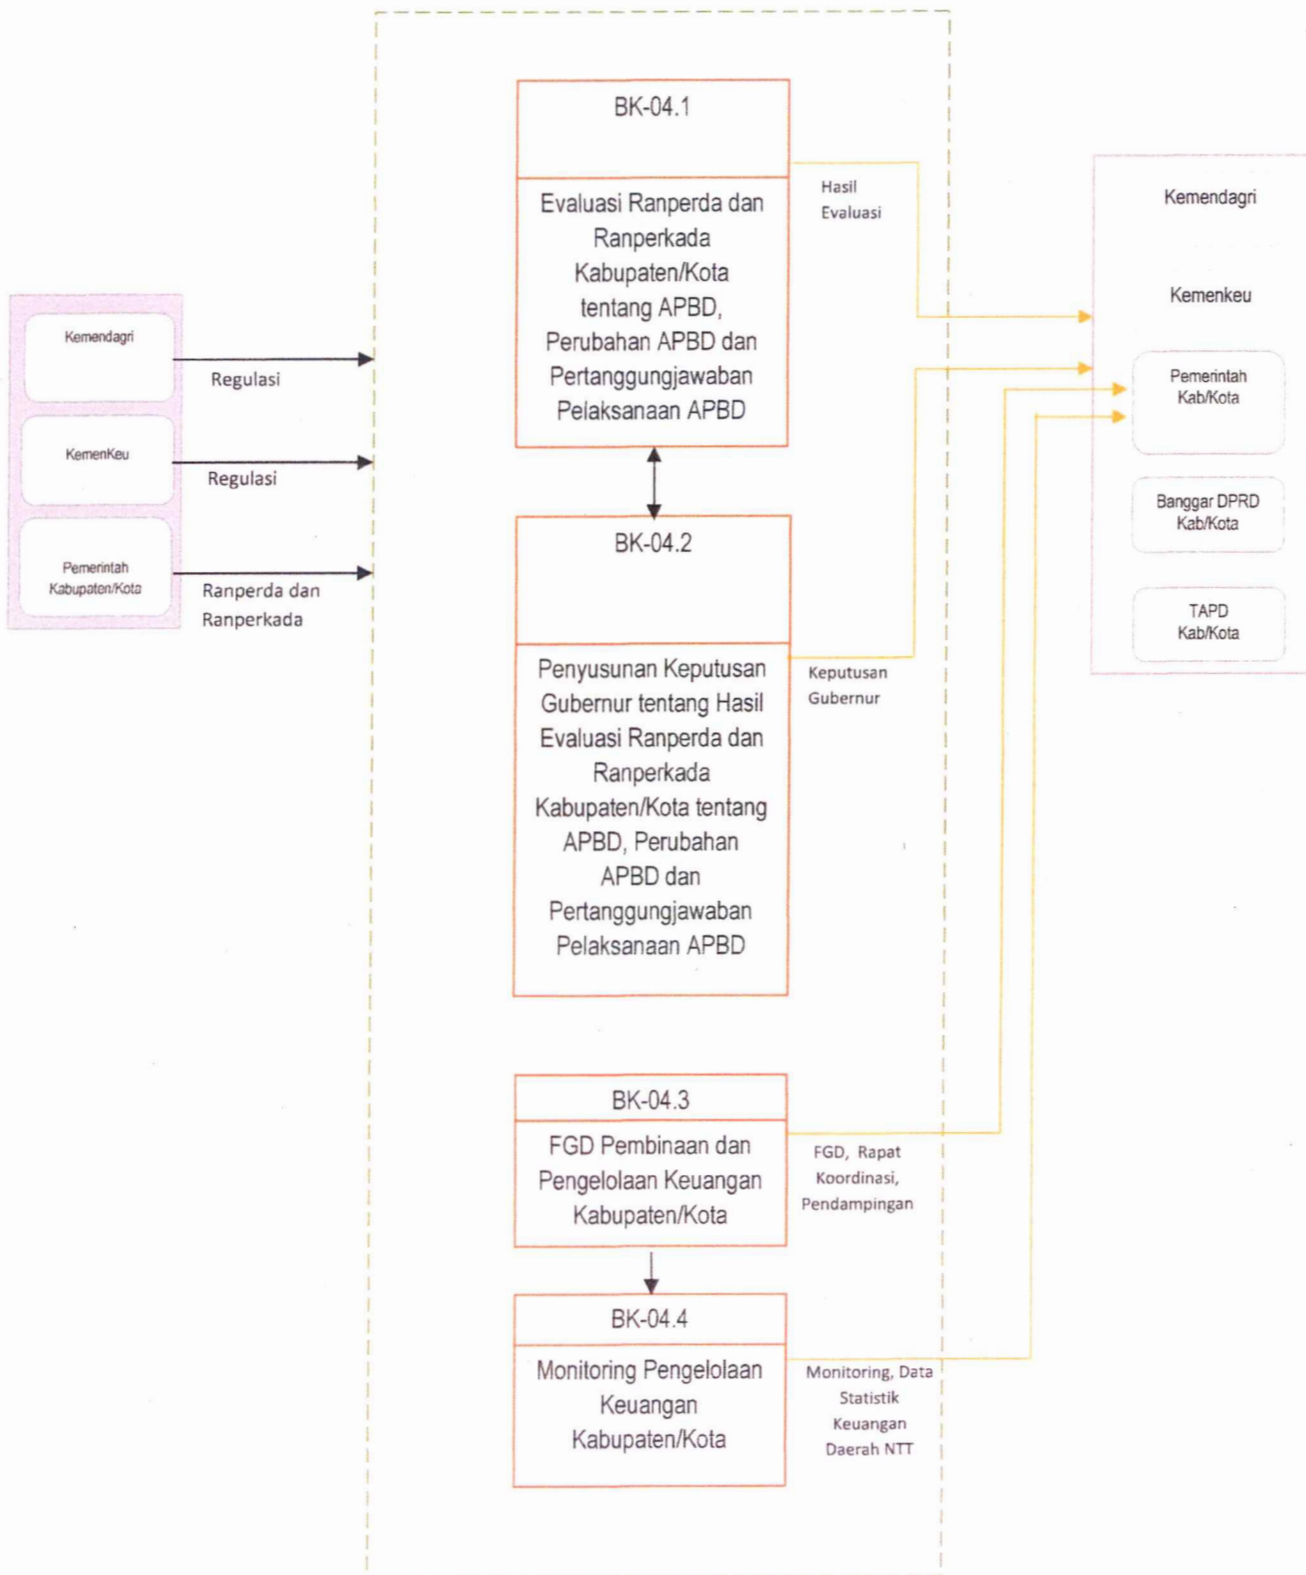 Kemendagri
Regulasi
KemenKeu
Regulasi
Pemerintah
Kabupaten/Kota
Ranperda dan
Ranperkada
BK-04.1
Evaluasi Ranperda dan
Ranperkada
Kabupaten/Kota
tentang APBD,
Perubahan APBD dan
Pertanggungjawaban
Pelaksanaan APBD
Hasil
Evaluasi
BK-04.2
Penyusunan Keputusan
Gubernur tentang Hasil
Evaluasi Ranperda dan
Ranperkada
Kabupaten/Kota tentang
APBD, Perubahan
APBD dan
Pertanggungjawaban
Pelaksanaan APBD
Keputusan
Gubernur
BK-04.3
FGD Pembinaan dan
Pengelolaan Keuangan
Kabupaten/Kota
FGD, Rapat
Koordinasi,
Pendampingan
BK-04.4
Monitoring Pengelolaan
Keuangan
Kabupaten/Kota
Monitoring, Data
Statistik
Keuangan
Daerah NTT
Kemendagri
Kemenkeu
Pemerintah
Kab/Kota
Banggar DPRD
Kab/Kota
TAPD
Kab/Kota